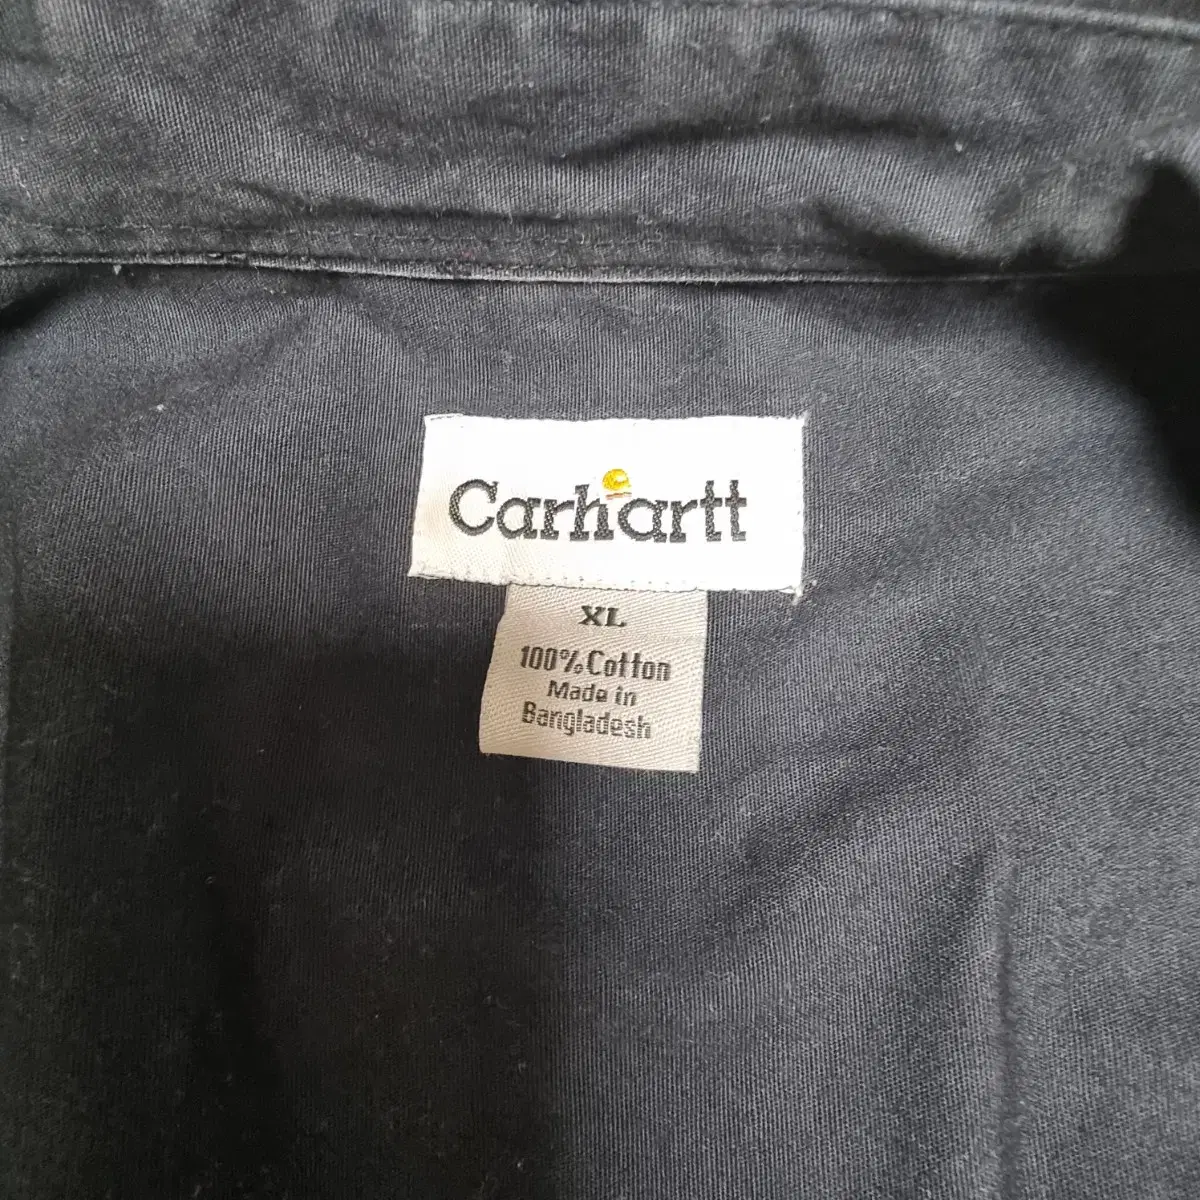 Carhartt
XL
100% Cotton
Made in
Bangladesh